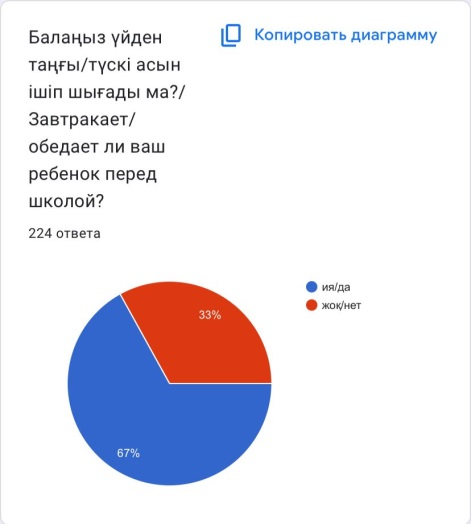 Балаңыз үйден
таңғы/түскі асын
ішіп шығады ма?/
Завтракает/
обедает ли ваш
ребенок перед
школой?
Копировать диаграмму
224 ответа
ия/да
жоқ/нет
33%
67%